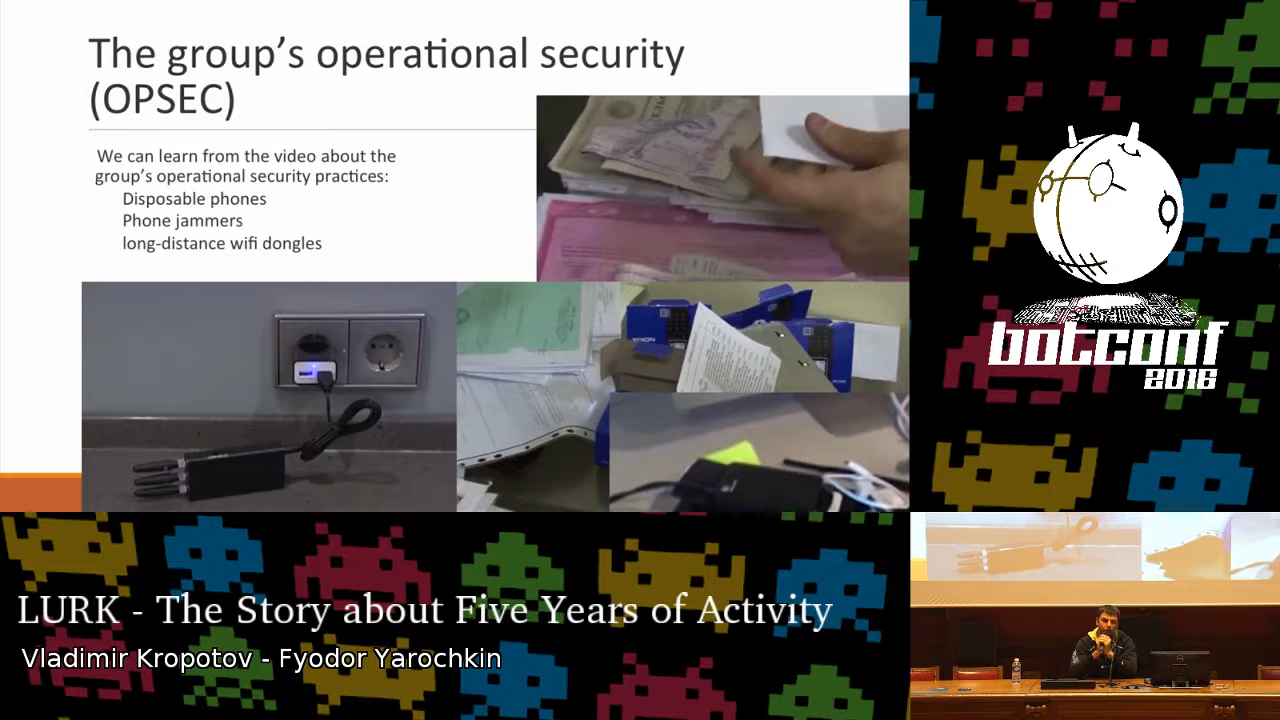 The group's operational security
(OPSEC)
We can learn from the video about the
group's operational security practices:
Disposable phones
Phone jammers
long-distance wifi dongles
NOKIA
botconf
2016
LURK - The Story about Five Years of Activity
Vladimir Kropotov - Fyodor Yarochkin